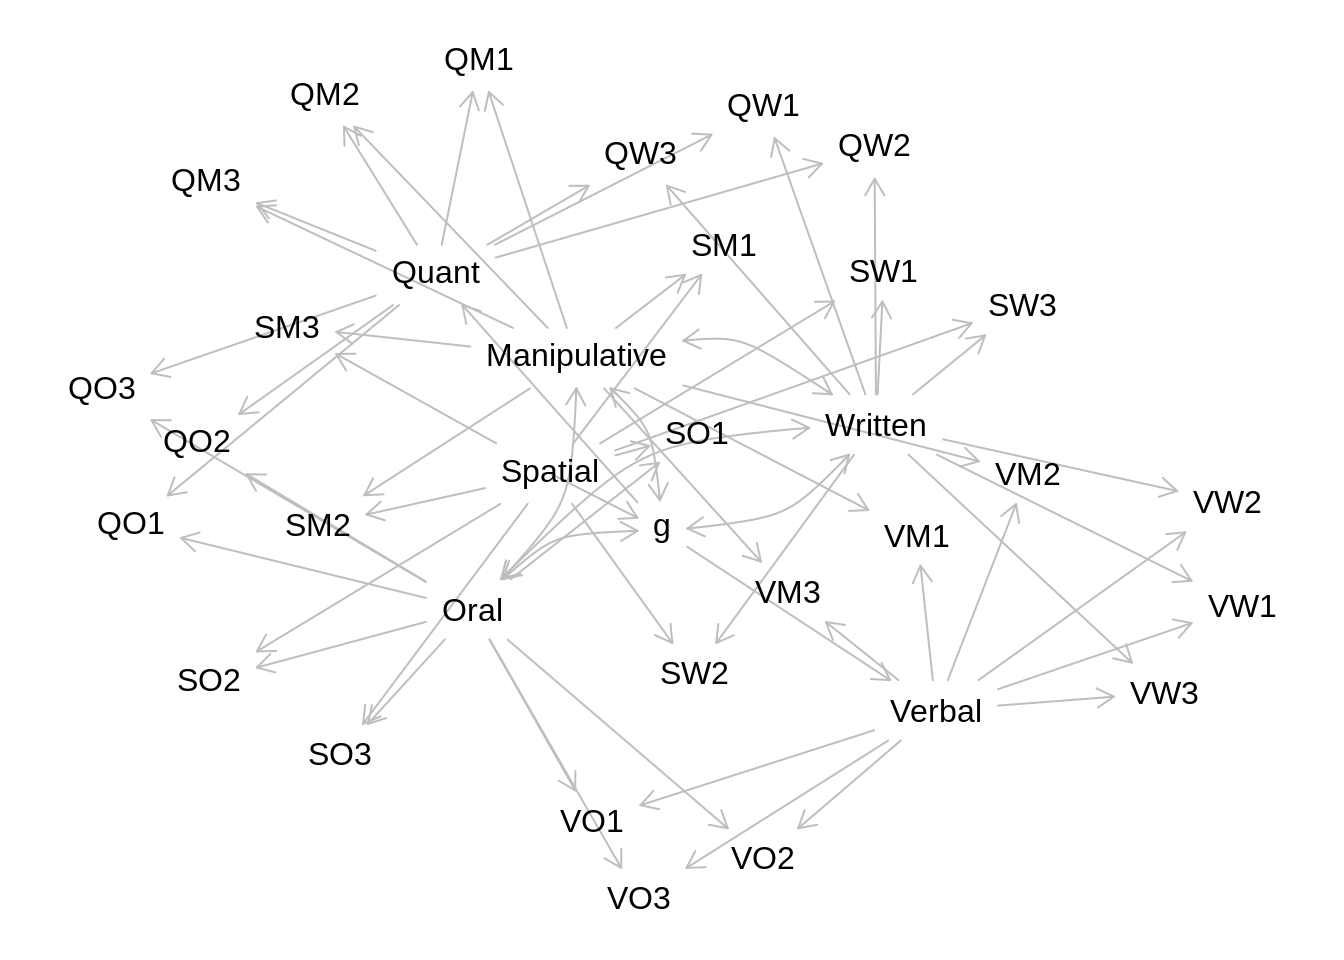 QM1
QM2
QW1
QW2
QW3
QM3
SM1
SW1
Quant
SW3
SM3
Manipulative
QO3
Written
SO1
QO2
Spatial
VM2
VW2
QO1
SM2
g
VM1
VM3
VW1
Oral
SW2
SO2
VW3
Verbal
SO3
VO1
VO2
VO3